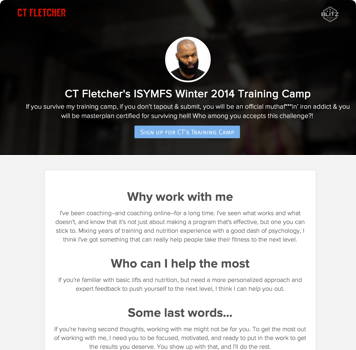 CT FLETCHER
BLITZ
CT Fletcher's ISYMFS Winter 2014 Training Camp
If you survive my training camp, if you don't tapout & submit, you will be an official muthaf***in' iron addict & you
will be masterplan certified for surviving hell! Who among you accepts this challenge?!
Sign up for CT's Training Camp
Why work with me
I've been coaching–and coaching online–for a long time. I've seen what works and what
doesn't, and know that it's not just about making a program that's effective, but one you can
stick to. Mixing years of training and nutrition experience with a good dash of psychology, I
think I've got something that can really help people take their fitness to the next level.
Who can I help the most
If you're familiar with basic lifts and nutrition, but need a more personalized approach and
expert feedback to push yourself to the next level, I think I can help you out.
Some last words...
If you're having second thoughts, working with me might not be for you. To get the most out
of working with me, I need you to be focused, motivated, and ready to put in the work to get
the results you deserve. You show up with that, and I'll do the rest.